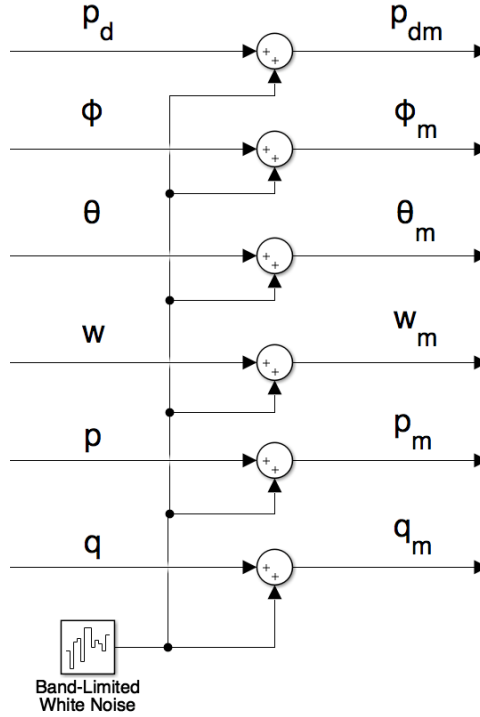 p_d p_dm
ϕ ϕ_m
θ θ_m
w w_m
p p_m
q q_m
Band-Limited
White Noise